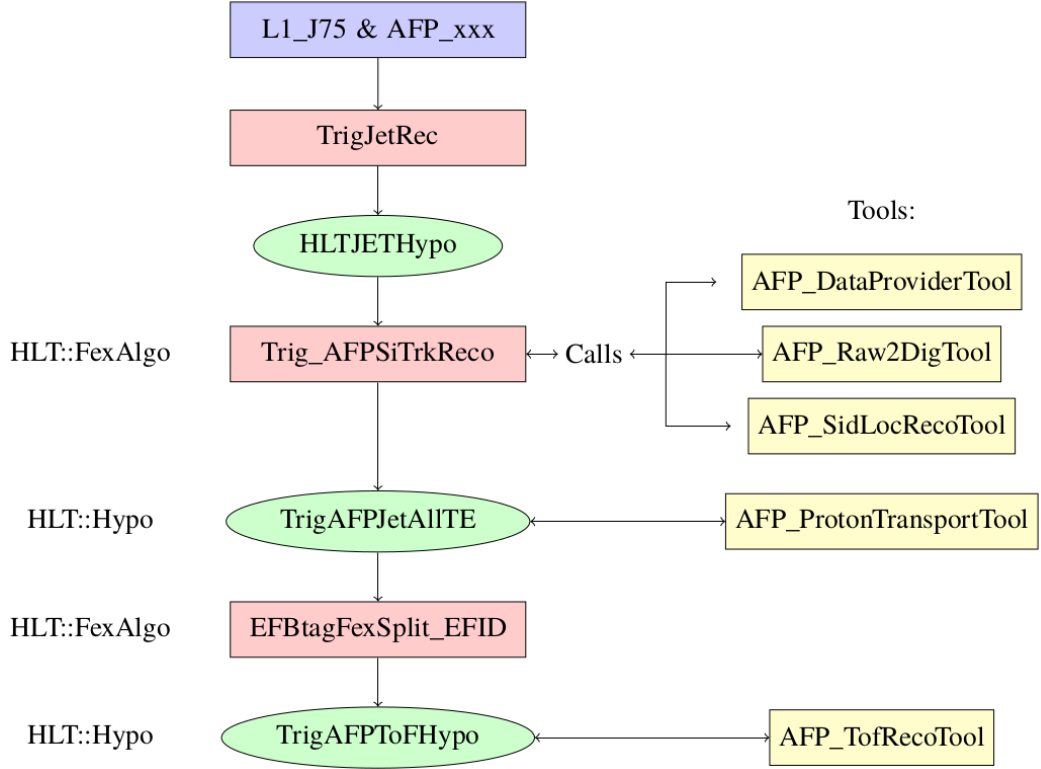 L1_J75 & AFP_xxx
TrigJetRec
Tools:
HLTJETHypo
AFP_DataProviderTool
HLT::FexAlgo
Trig_AFPSiTrkReco
Calls
AFP_Raw2DigTool
AFP_SidLocRecoTool
HLT::Hypo
TrigAFPJetAllTE
AFP_ProtonTransportTool
HLT::FexAlgo
EFBtagFexSplit_EFID
HLT::Hypo
TrigAFPToFHypo
AFP_TofRecoTool